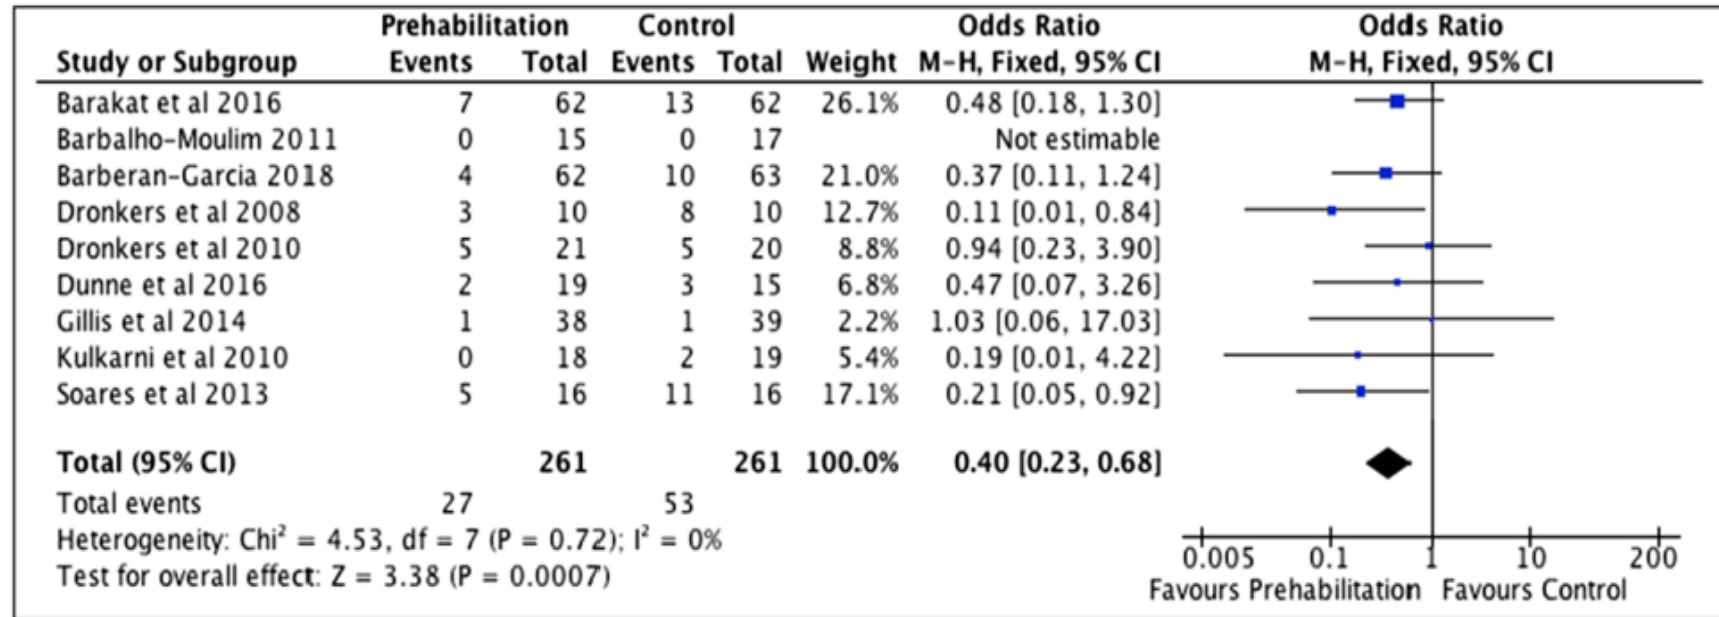 Prehabilitation Control Odds Ratio Odds Ratio
Study or Subgroup Events Total Events Total Weight M-H, Fixed, 95% CI M-H, Fixed, 95% CI
Barakat et al 2016 7 62 13 62 26.1% 0.48 [0.18, 1.30]
Barbalho-Moulim 2011 0 15 0 17 Not estimable
Barberan-Garcia 2018 4 62 10 63 21.0% 0.37 [0.11, 1.24]
Dronkers et al 2008 3 10 8 10 12.7% 0.11 [0.01, 0.84]
Dronkers et al 2010 5 21 5 20 8.8% 0.94 [0.23, 3.90]
Dunne et al 2016 2 19 3 15 6.8% 0.47 [0.07, 3.26]
Gillis et al 2014 1 38 1 39 2.2% 1.03 [0.06, 17.03]
Kulkarni et al 2010 0 18 2 19 5.4% 0.19 [0.01, 4.22]
Soares et al 2013 5 16 11 16 17.1% 0.21 [0.05, 0.92]
Total (95% CI) 261 261 100.0% 0.40 [0.23, 0.68]
Total events 27 53
Heterogeneity: Chi² = 4.53, df = 7 (P = 0.72); I² = 0%
Test for overall effect: Z = 3.38 (P = 0.0007)
0.005 0.1 1 10 200
Favours Prehabilitation Favours Control